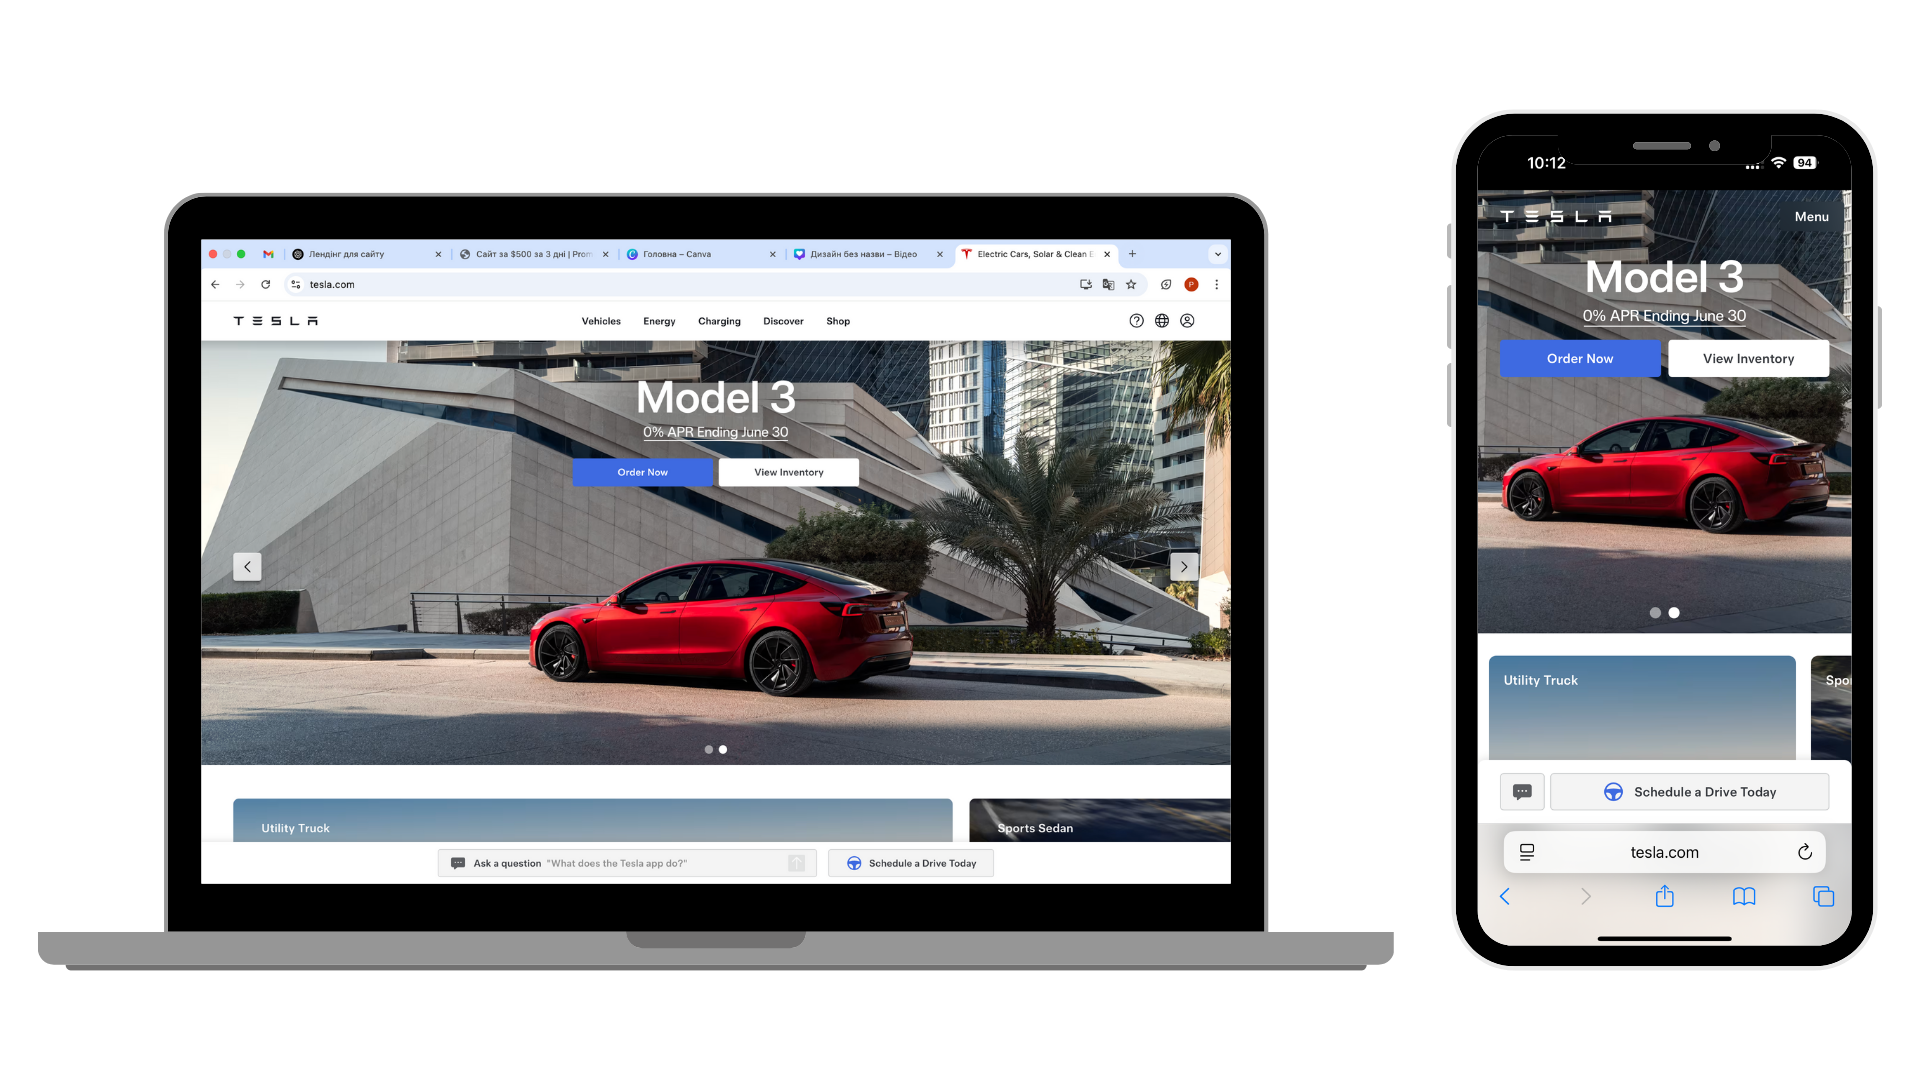 Лендінг для сайту
Сайт за $500 за 3 дні | Prom
Головна – Canva
Дизайн без назви – Відео
Electric Cars, Solar & Clean E
tesla.com
P
TESLA
Vehicles
Energy
Charging
Discover
Shop
Model 3
0% APR Ending June 30
Order Now
View Inventory
Utility Truck
Sports Sedan
Ask a question "What does the Tesla app do?"
Schedule a Drive Today
10:12
94
TESLA
Menu
Model 3
0% APR Ending June 30
Order Now
View Inventory
Utility Truck
Spo
Schedule a Drive Today
tesla.com